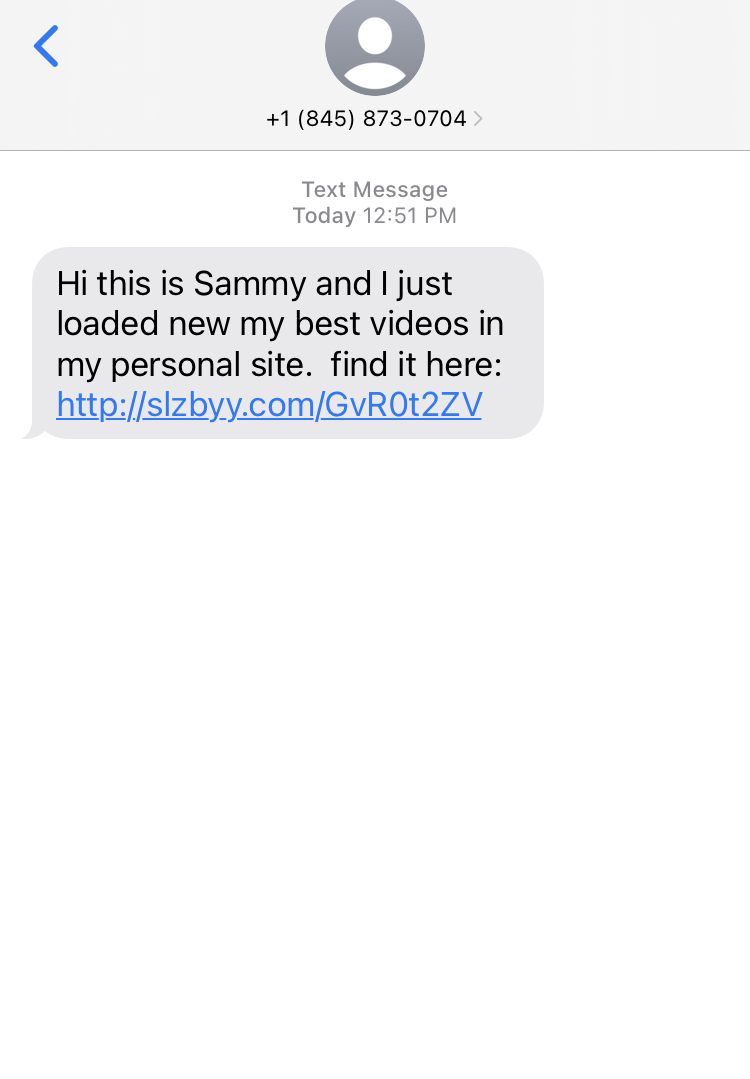 +1 (845) 873-0704
Text Message
Today 12:51 PM
Hi this is Sammy and I just
loaded new my best videos in
my personal site.  find it here:
http://slzbyy.com/GvR0t2ZV